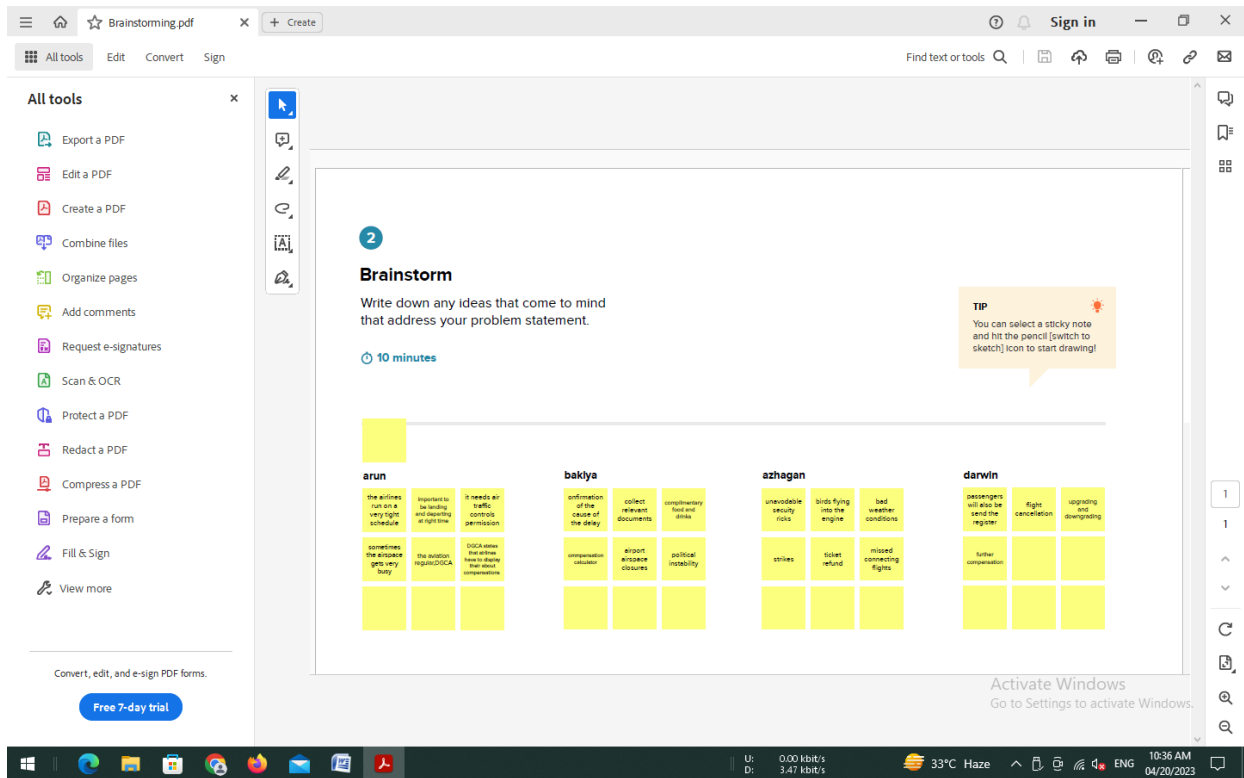 Brainstorming.pdf
+ Create
Sign in
All tools
Edit
Convert
Sign
Find text or tools
All tools
Export a PDF
Edit a PDF
Create a PDF
Combine files
Organize pages
Add comments
Request e-signatures
Scan & OCR
Protect a PDF
Redact a PDF
Compress a PDF
Prepare a form
Fill & Sign
View more
Convert, edit, and e-sign PDF forms.
Free 7-day trial
2
Brainstorm
Write down any ideas that come to mind
that address your problem statement.
10 minutes
TIP
You can select a sticky note
and hit the pencil [switch to
sketch] icon to start drawing!
arun
the airlines
run on a
very tight
schedule
important to
be landing
and departing
at right time
it needs air
traffic
controls
permission
sometimes
the airspace
gets very
busy
the aviation
regulsr,DGCA
DGCA states
that airlines
have to display
their about
compensations
bakiya
onfirmation
of the
cause of
the delay
collect
relevant
documents
complimentary
food and
drinks
compensation
calculator
airport
airspace
closures
political
instability
azhagan
unavodable
secuity
ricks
birds flying
into the
engine
bad
weather
conditions
strikes
ticket
refund
missed
connecting
flights
darwin
passengers
will also be
send the
register
fight
cancellation
upgrading
and
downgrading
further
compensation
1
1
Activate Windows
Go to Settings to activate Windows.
U: 0.00 kbit/s
D: 3.47 kbit/s
33°C Haze
ENG
10:36 AM
04/20/2023